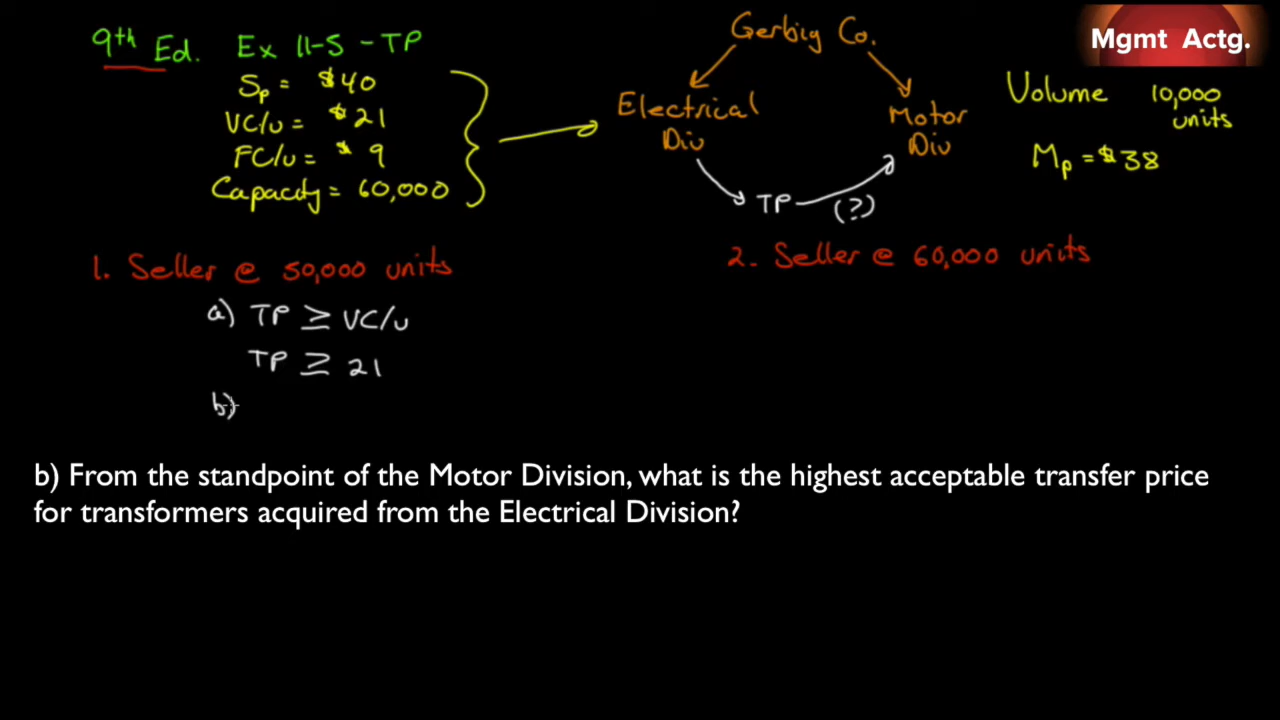 9th Ed. Ex 11-5 - TP
Sp = $40
VC/u = $21
FC/u = $9
Capacity = 60,000
Gerbig Co.
Electrical
Div
Motor
Div
TP
(?)
Mgmt Actg.
Volume 10,000
units
Mp = $38
1. Seller @ 50,000 units
a) TP ≥ VC/u
TP ≥ 21
b)
2. Seller @ 60,000 units
b) From the standpoint of the Motor Division, what is the highest acceptable transfer price
for transformers acquired from the Electrical Division?